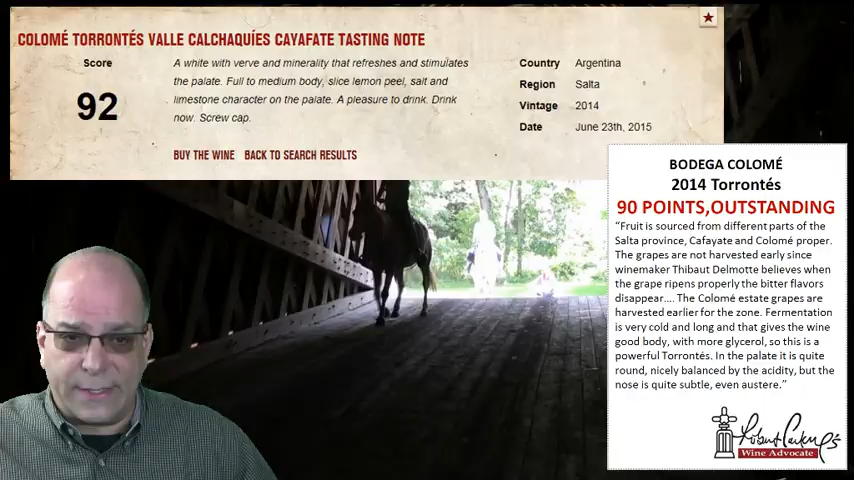 COLOMÉ TORRONTÉS VALLE CALCHAQUÍES CAYAFATE TASTING NOTE
Score
92
A white with verve and minerality that refreshes and stimulates
the palate. Full to medium body, slice lemon peel, salt and
limestone character on the palate. A pleasure to drink. Drink
now. Screw cap.
BUY THE WINE BACK TO SEARCH RESULTS
Country Argentina
Region Salta
Vintage 2014
Date June 23th, 2015
BODEGA COLOMÉ
2014 Torrontés
90 POINTS,OUTSTANDING
“Fruit is sourced from different parts of the
Salta province, Cafayate and Colomé proper.
The grapes are not harvested early since
winemaker Thibaut Delmotte believes when
the grape ripens properly the bitter flavors
disappear.... The Colomé estate grapes are
harvested earlier for the zone. Fermentation
is very cold and long and that gives the wine
good body, with more glycerol, so this is a
powerful Torrontés. In the palate it is quite
round, nicely balanced by the acidity, but the
nose is quite subtle, even austere.”
Robert Parker's
Wine Advocate